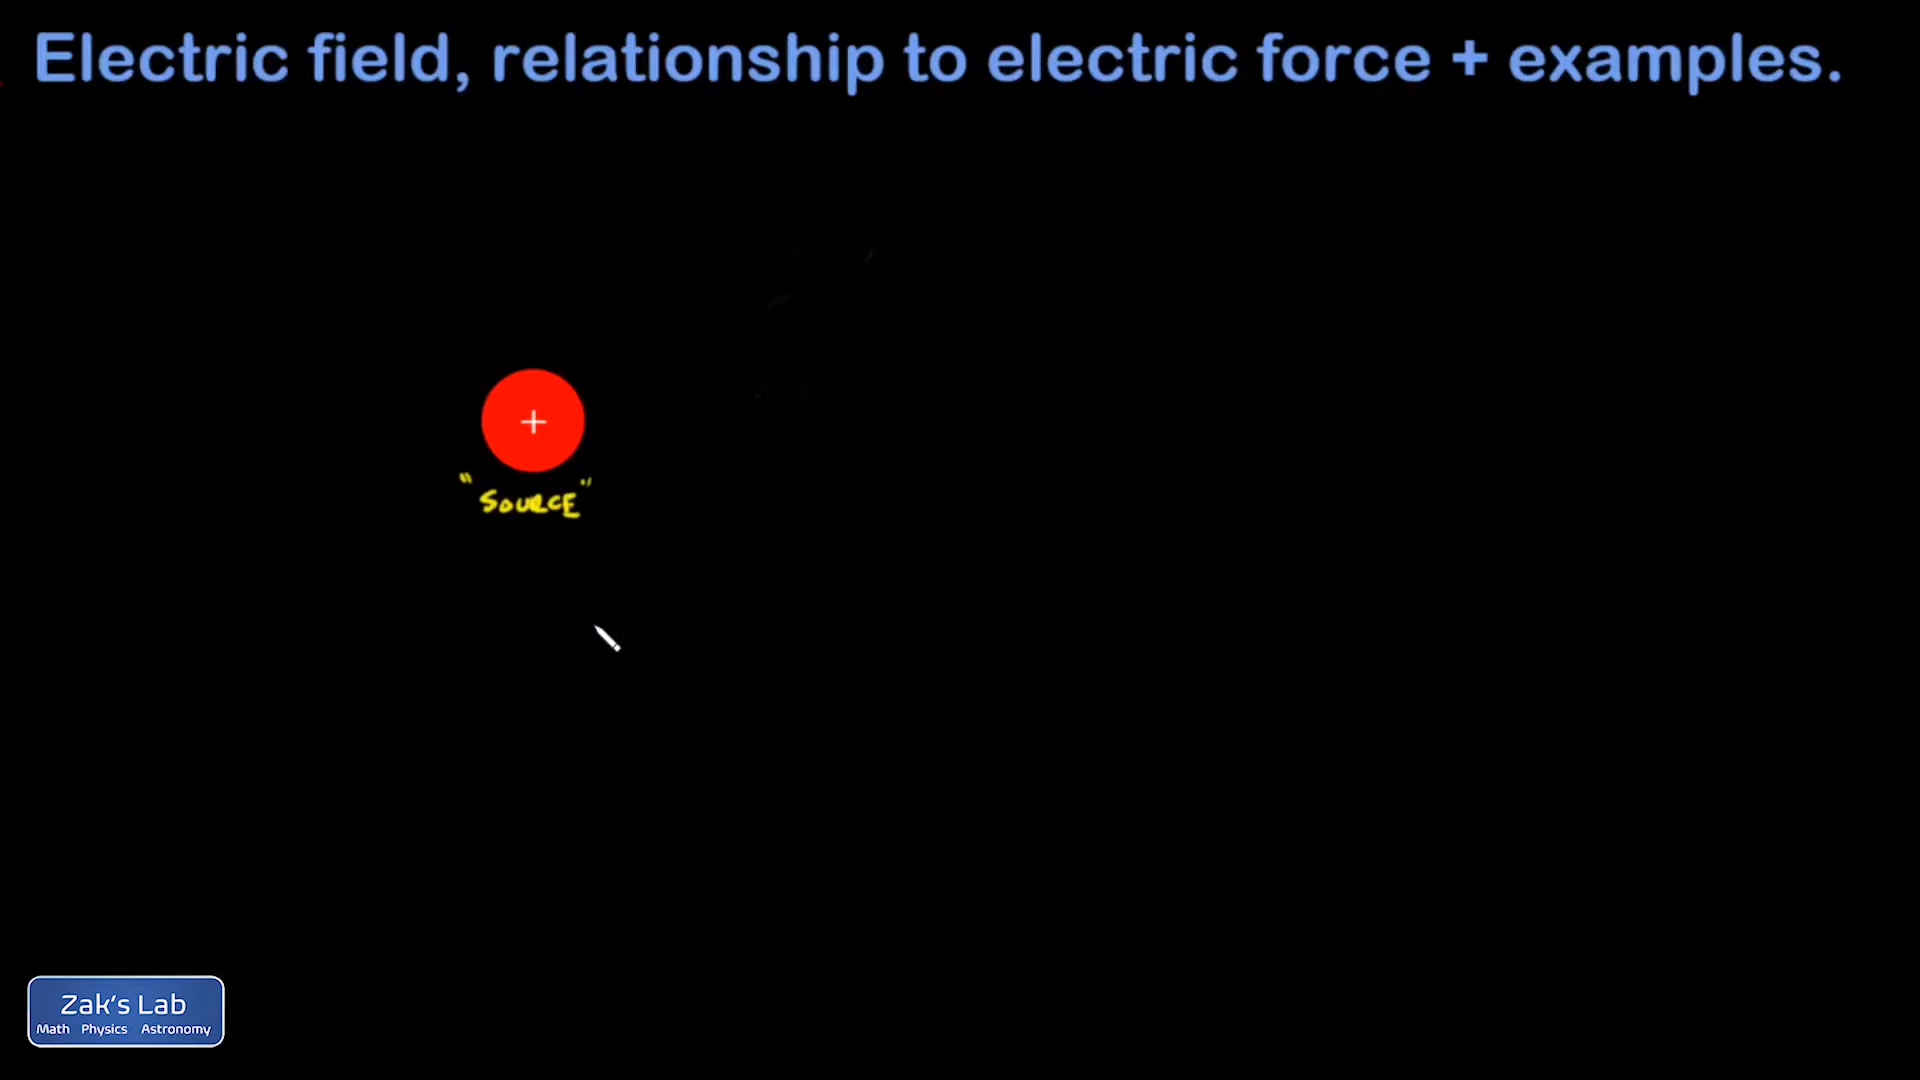 Electric field, relationship to electric force + examples.
+
"SOURCE"
Zak's Lab
Math Physics Astronomy